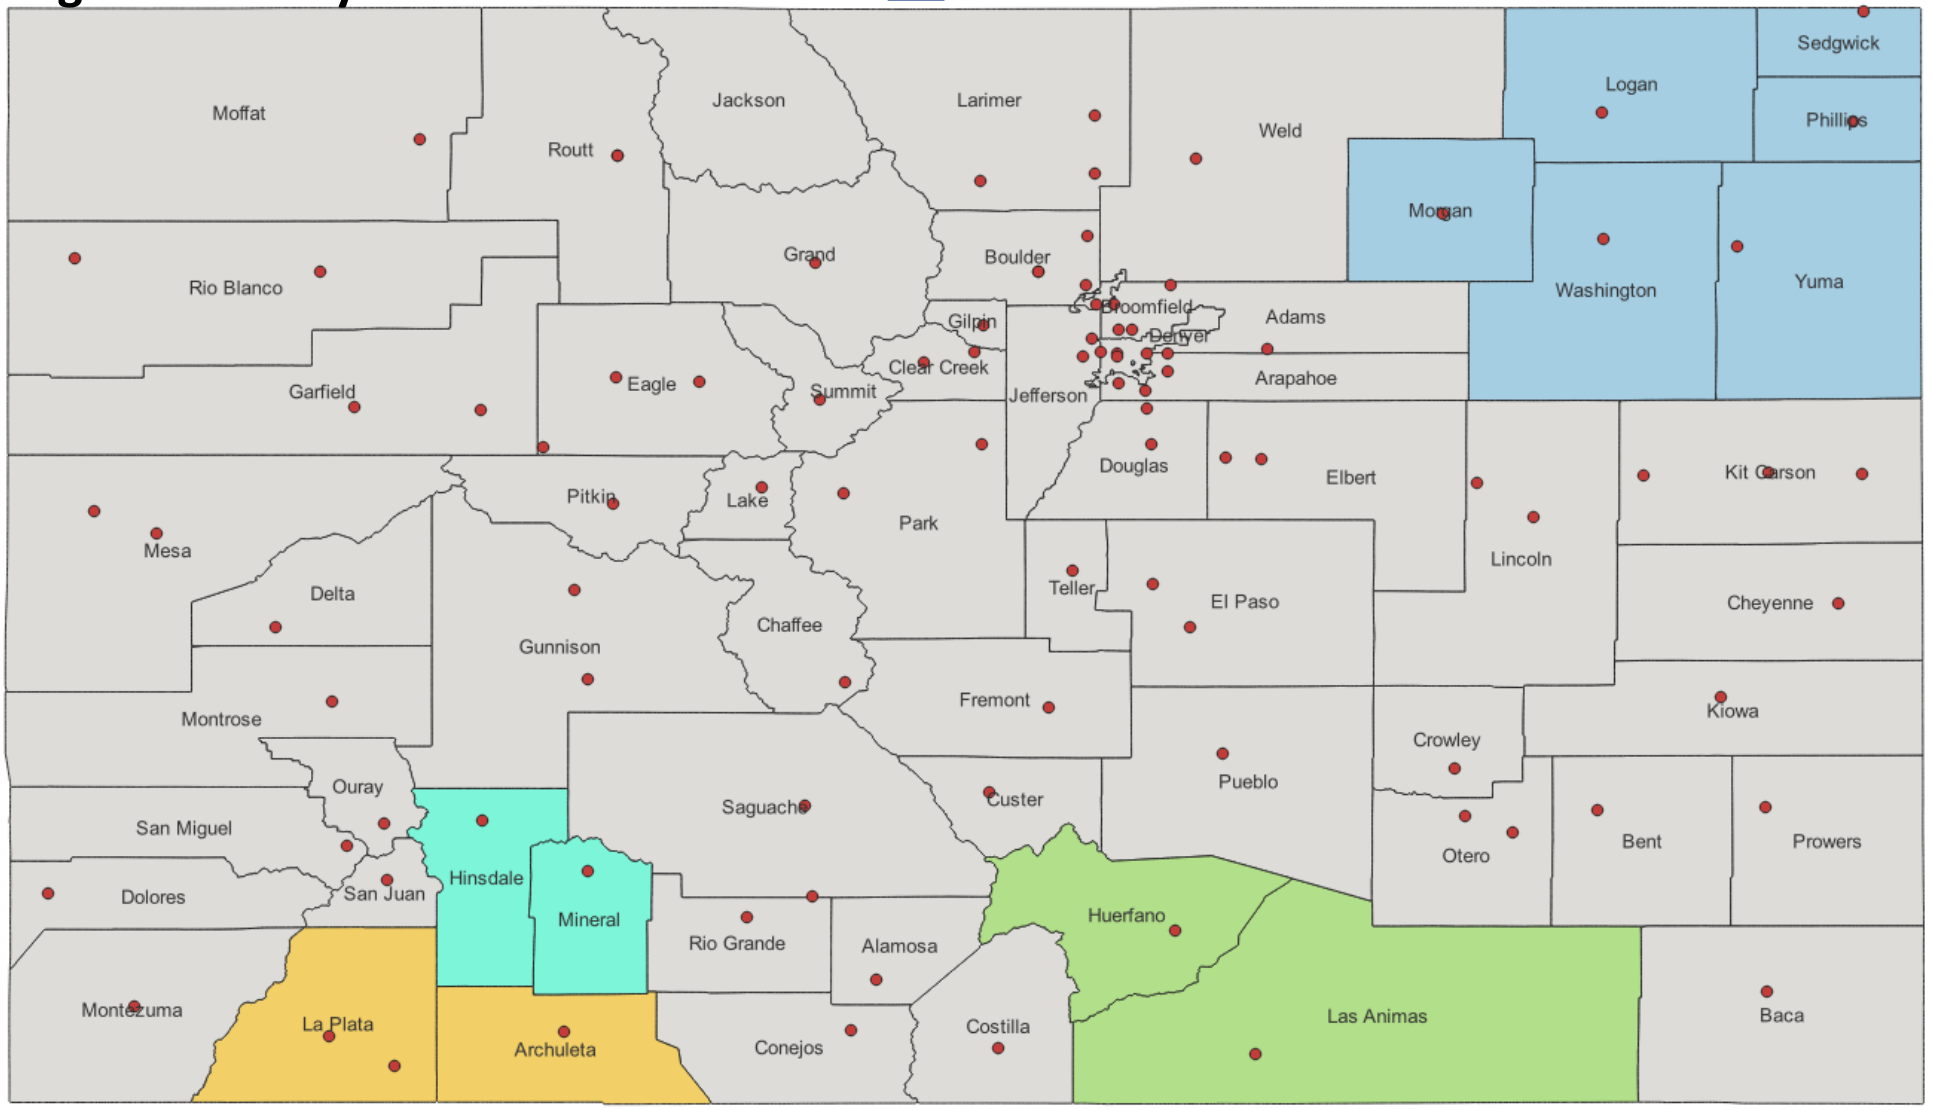 Sedgwick
Logan
Jackson
Larimer
Moffat
Phillips
Weld
Routt
Morgan
Grand
Boulder
Yuma
Rio Blanco
Washington
Broomfield
Adams
Gilpin
Denver
Clear Creek
Arapahoe
Eagle
Summit
Garfield
Jefferson
Douglas
Kit Carson
Elbert
Pitkin
Lake
Park
Mesa
Lincoln
Teller
Delta
El Paso
Cheyenne
Chaffee
Gunnison
Fremont
Kiowa
Montrose
Crowley
Pueblo
Ouray
Custer
Saguache
San Miguel
Bent
Prowers
Otero
Hinsdale
San Juan
Dolores
Huerfano
Mineral
Rio Grande
Alamosa
Montezuma
Las Animas
Baca
La Plata
Costilla
Conejos
Archuleta